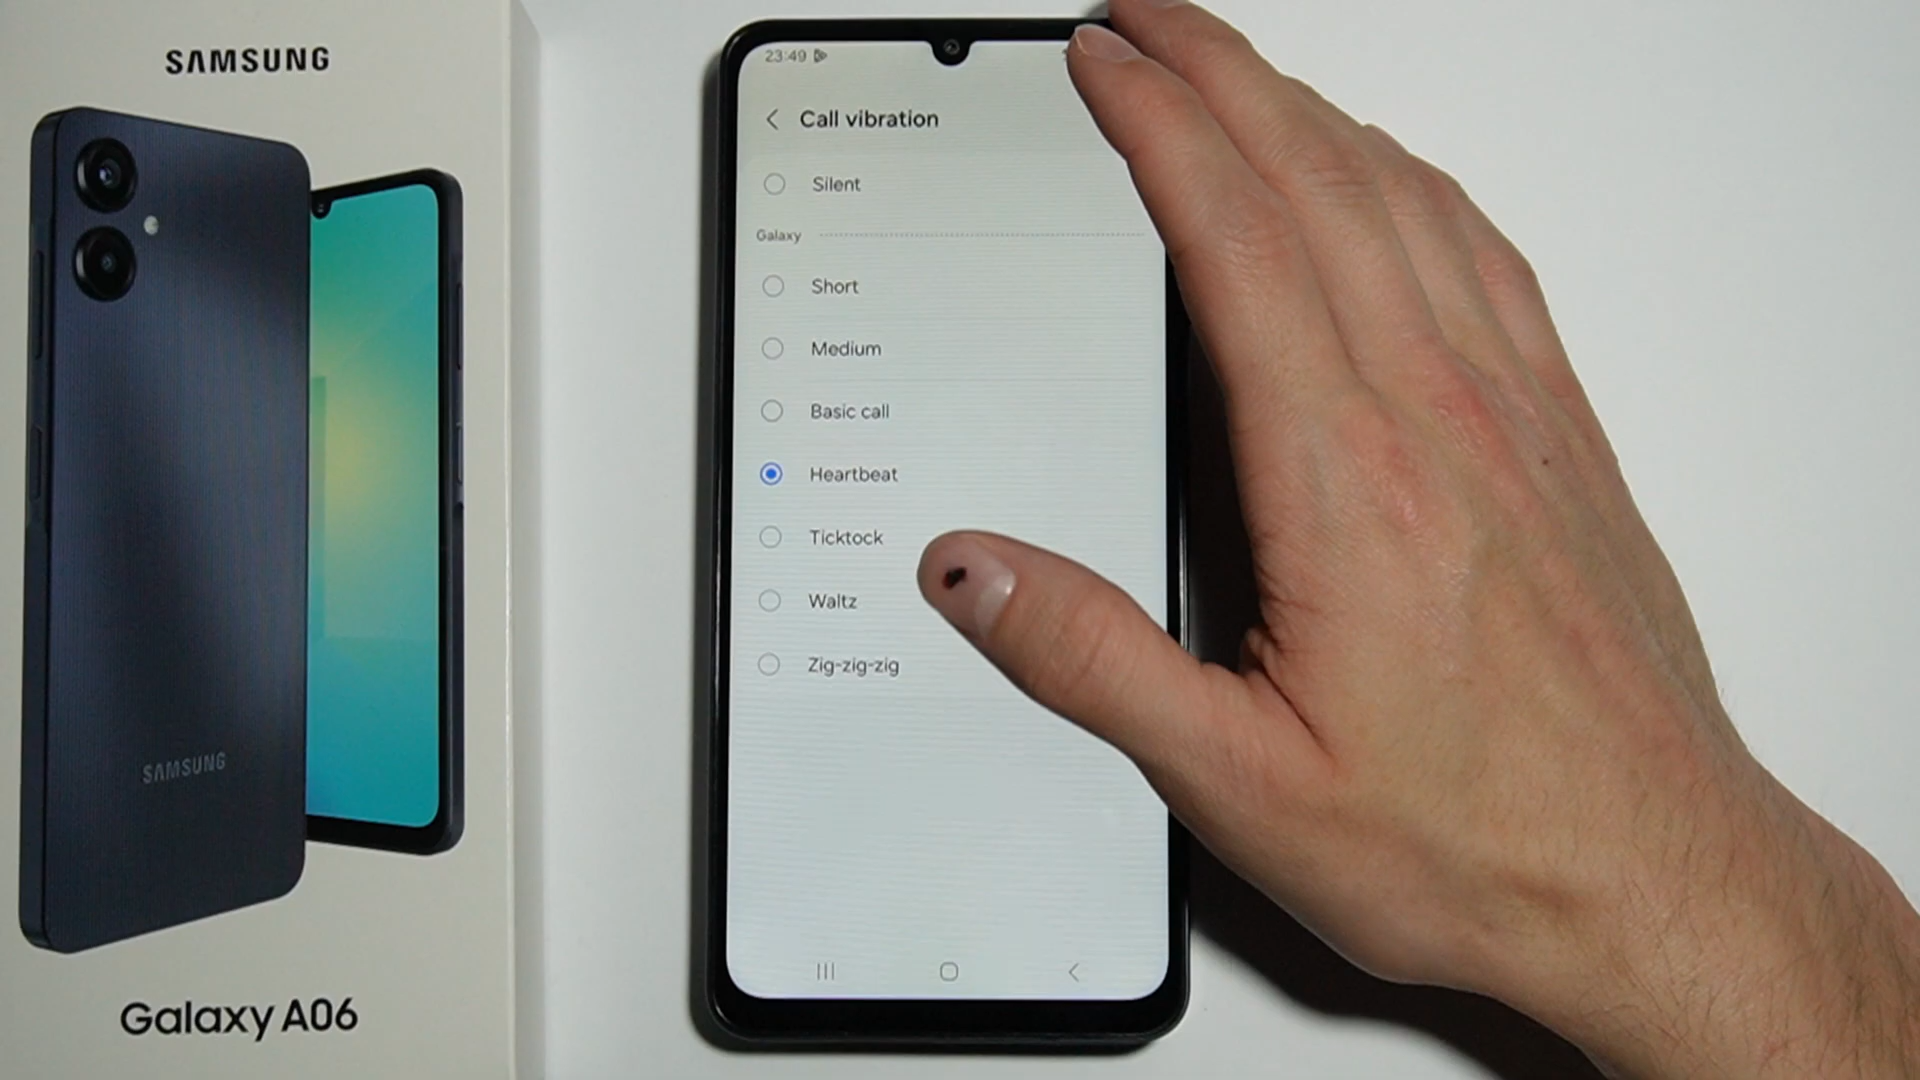 SAMSUNG
SAMSUNG
Galaxy A06
23:49
Call vibration
Silent
Galaxy
Short
Medium
Basic call
Heartbeat
Ticktock
Waltz
Zig-zig-zig